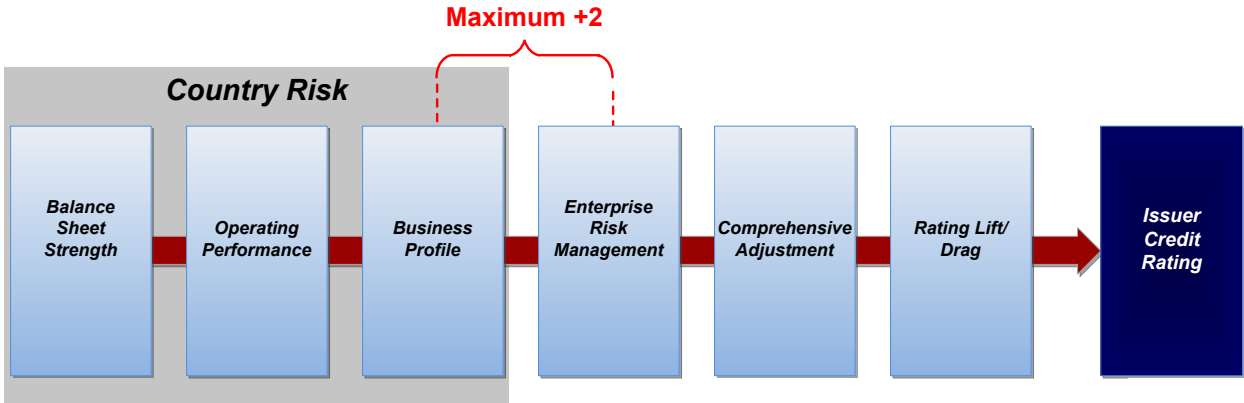 Maximum +2
Country Risk
Balance
Sheet
Strength
Operating
Performance
Business
Profile
Enterprise
Risk
Management
Comprehensive
Adjustment
Rating Lift/
Drag
Issuer
Credit
Rating